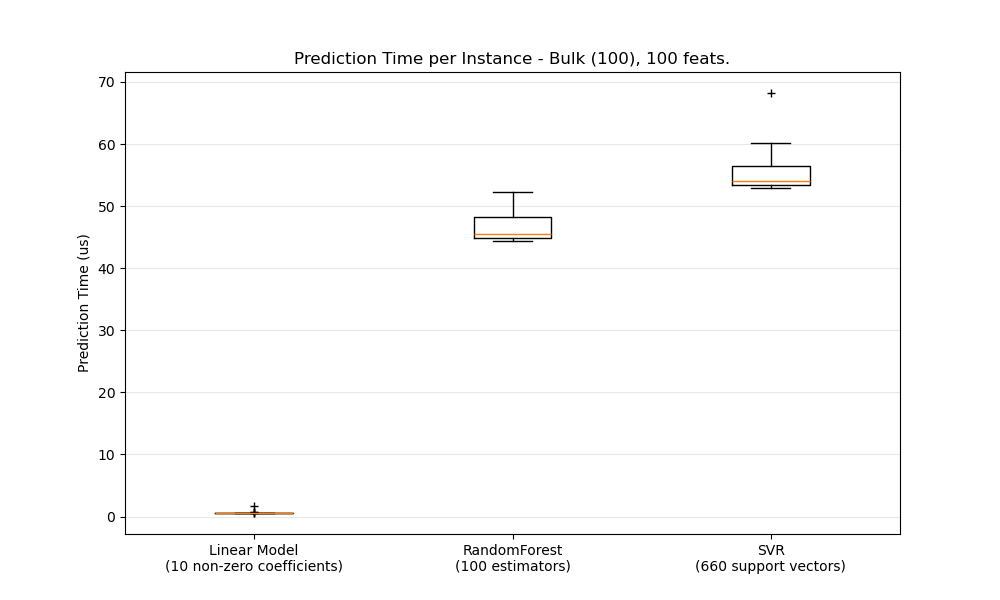 Prediction Time per Instance - Bulk (100), 100 feats.
Prediction Time (us)
70
60
50
40
30
20
10
0
Linear Model
(10 non-zero coefficients)
RandomForest
(100 estimators)
SVR
(660 support vectors)